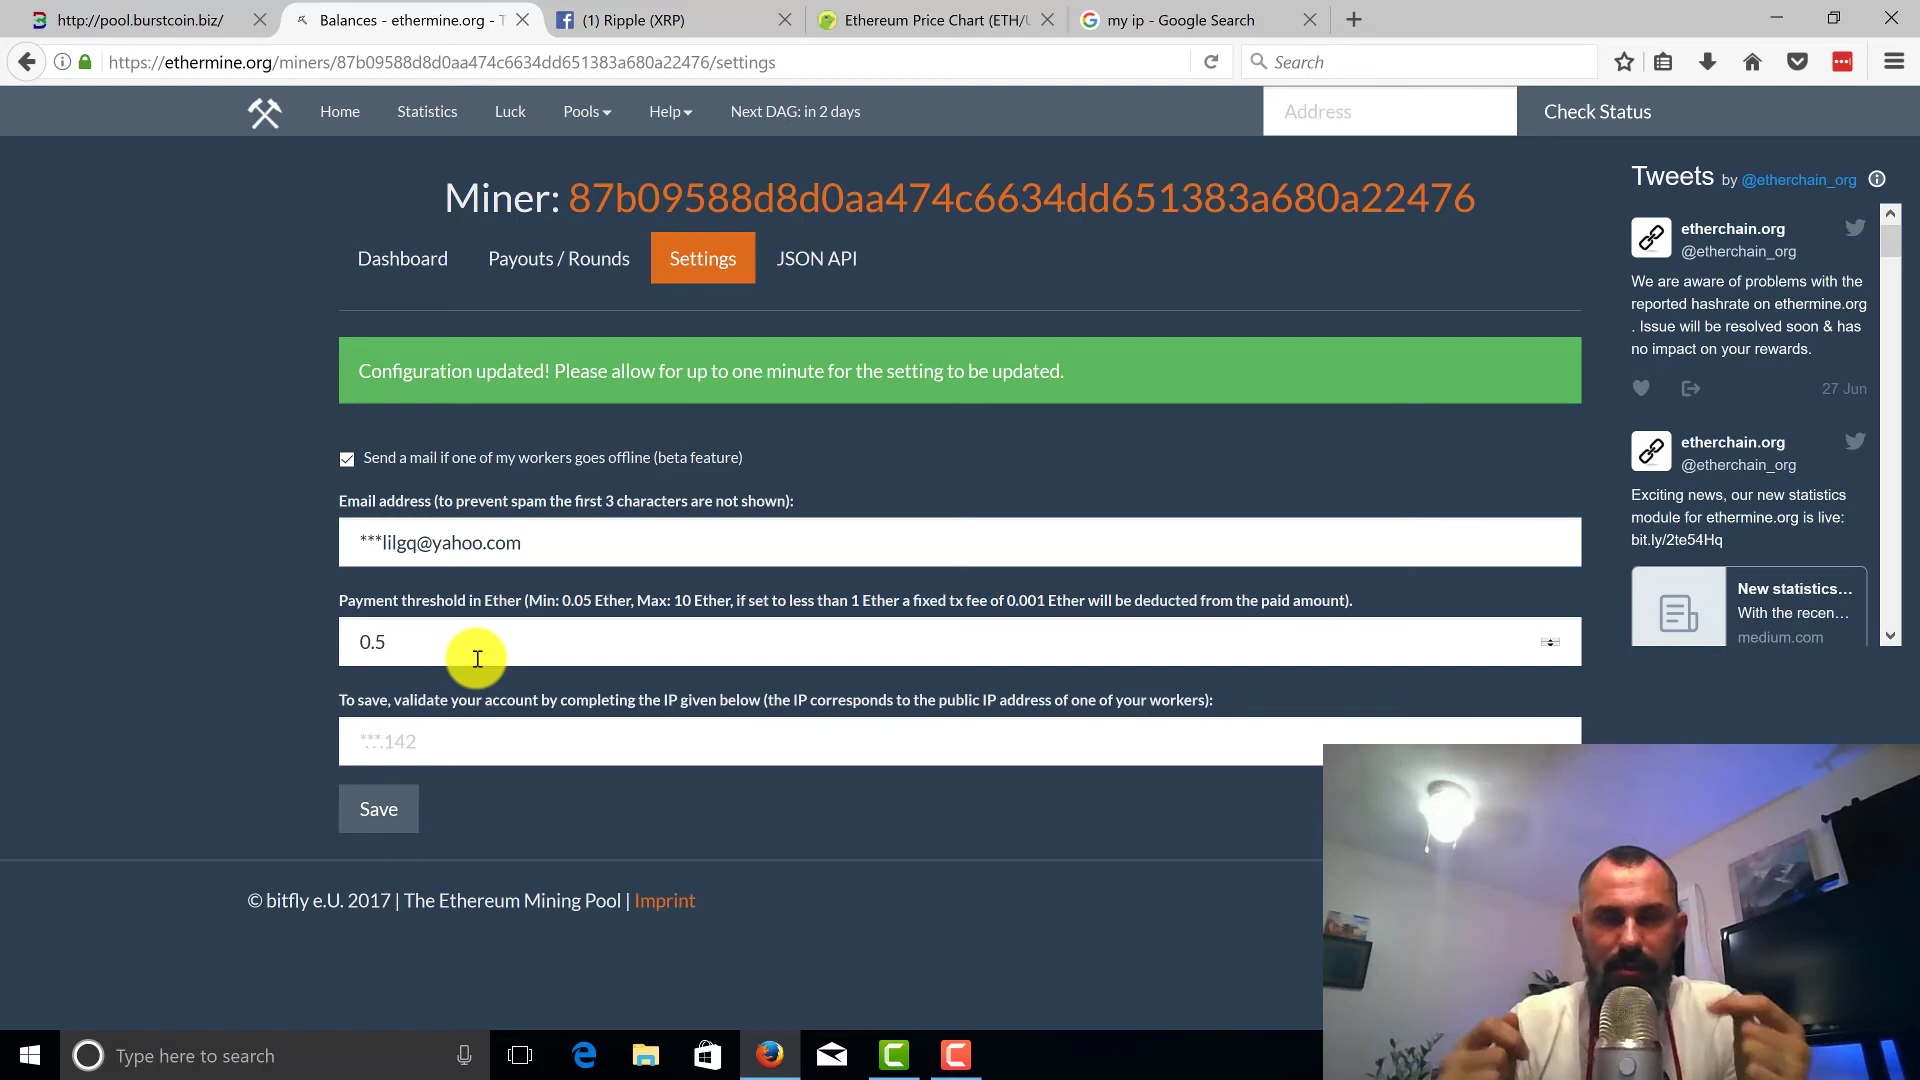 http://pool.burstcoin.biz/
Balances - ethermine.org - T
(1) Ripple (XRP)
Ethereum Price Chart (ETH/U
my ip - Google Search
https://ethermine.org/miners/87b09588d8d0aa474c6634dd651383a680a22476/settings
Search
Home
Statistics
Luck
Pools
Help
Next DAG: in 2 days
Address
Check Status
Miner: 87b09588d8d0aa474c6634dd651383a680a22476
Dashboard
Payouts / Rounds
Settings
JSON API
Configuration updated! Please allow for up to one minute for the setting to be updated.
Send a mail if one of my workers goes offline (beta feature)
Email address (to prevent spam the first 3 characters are not shown):
***lilgq@yahoo.com
Payment threshold in Ether (Min: 0.05 Ether, Max: 10 Ether, if set to less than 1 Ether a fixed tx fee of 0.001 Ether will be deducted from the paid amount).
0.5
To save, validate your account by completing the IP given below (the IP corresponds to the public IP address of one of your workers):
*.*.*.142
Save
© bitfly e.U. 2017 | The Ethereum Mining Pool | Imprint
Tweets by @etherchain_org
etherchain.org
@etherchain_org
We are aware of problems with the
reported hashrate on ethermine.org
. Issue will be resolved soon & has
no impact on your rewards.
27 Jun
etherchain.org
@etherchain_org
Exciting news, our new statistics
module for ethermine.org is live:
bit.ly/2te54Hq
New statistics...
With the recen...
medium.com
Type here to search